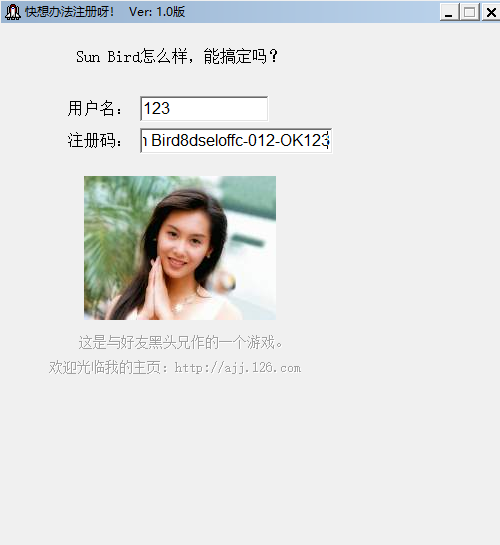 快想办法注册呀! Ver: 1.0版
Sun Bird怎么样，能搞定吗？
用户名： 123
注册码： Bird8dseloffc-012-OK123
这是与好友黑头兄作的一个游戏。
欢迎光临我的主页：http://ajj.126.com